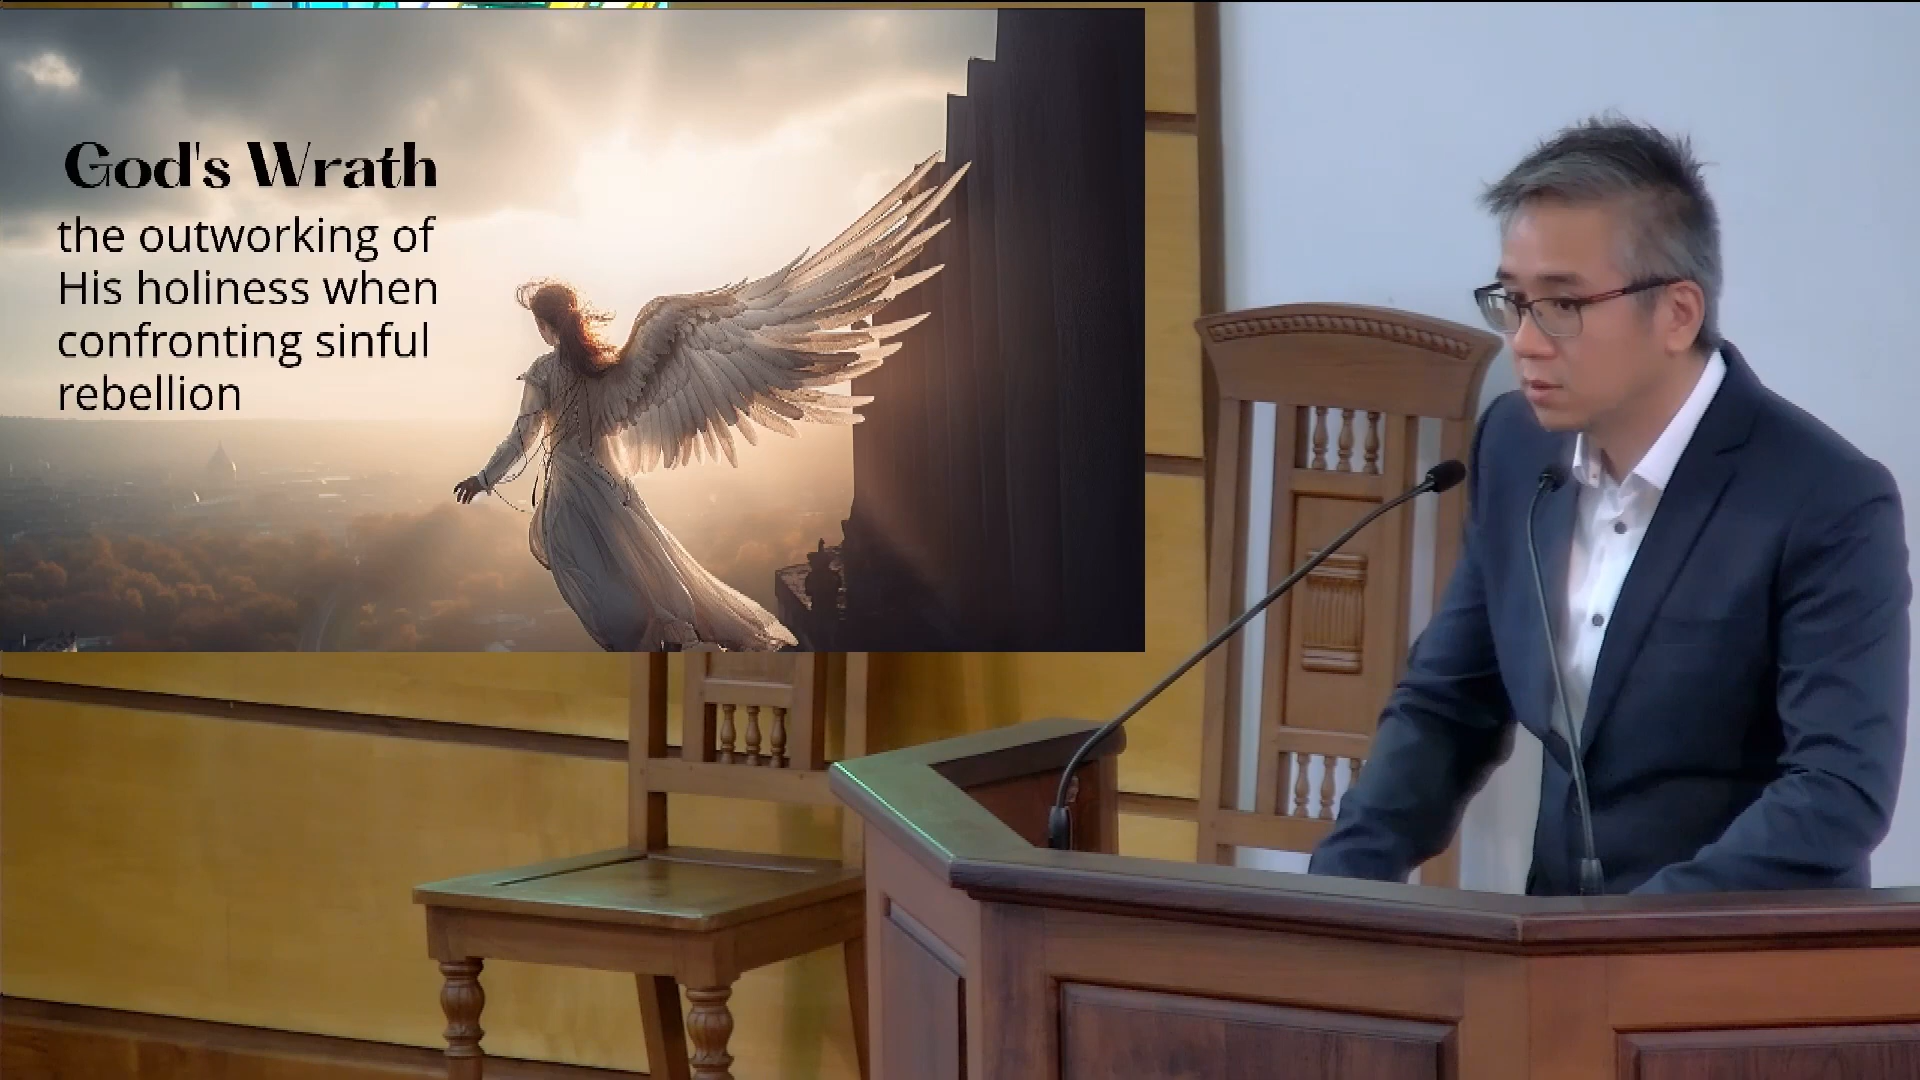 God's Wrath
the outworking of
His holiness when
confronting sinful
rebellion